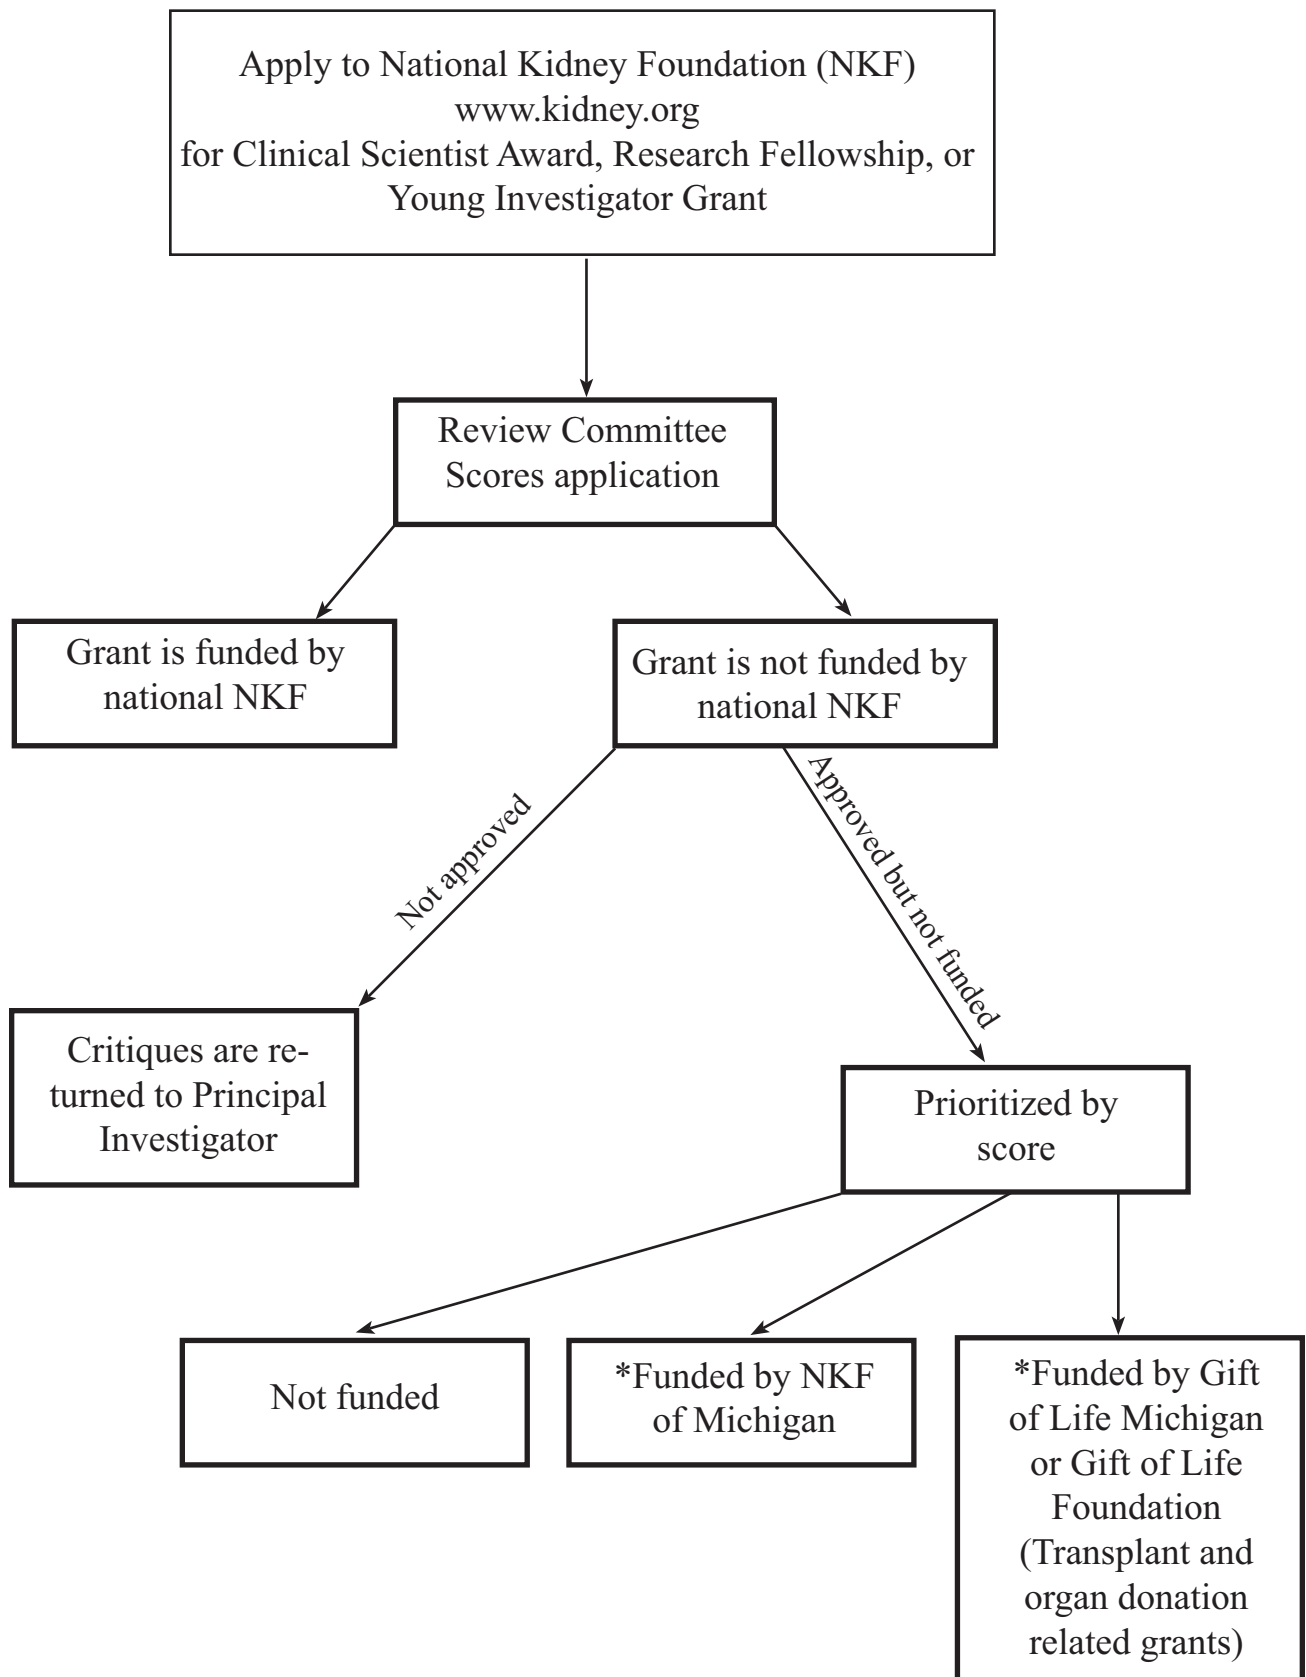 Apply to National Kidney Foundation (NKF)
www.kidney.org
for Clinical Scientist Award, Research Fellowship, or
Young Investigator Grant
Review Committee
Scores application
Grant is funded by
national NKF
Grant is not funded by
national NKF
Not approved
Approved but not funded
Critiques are re-
turned to Principal
Investigator
Prioritized by
score
Not funded
*Funded by NKF
of Michigan
*Funded by Gift
of Life Michigan
or Gift of Life
Foundation
(Transplant and
organ donation
related grants)